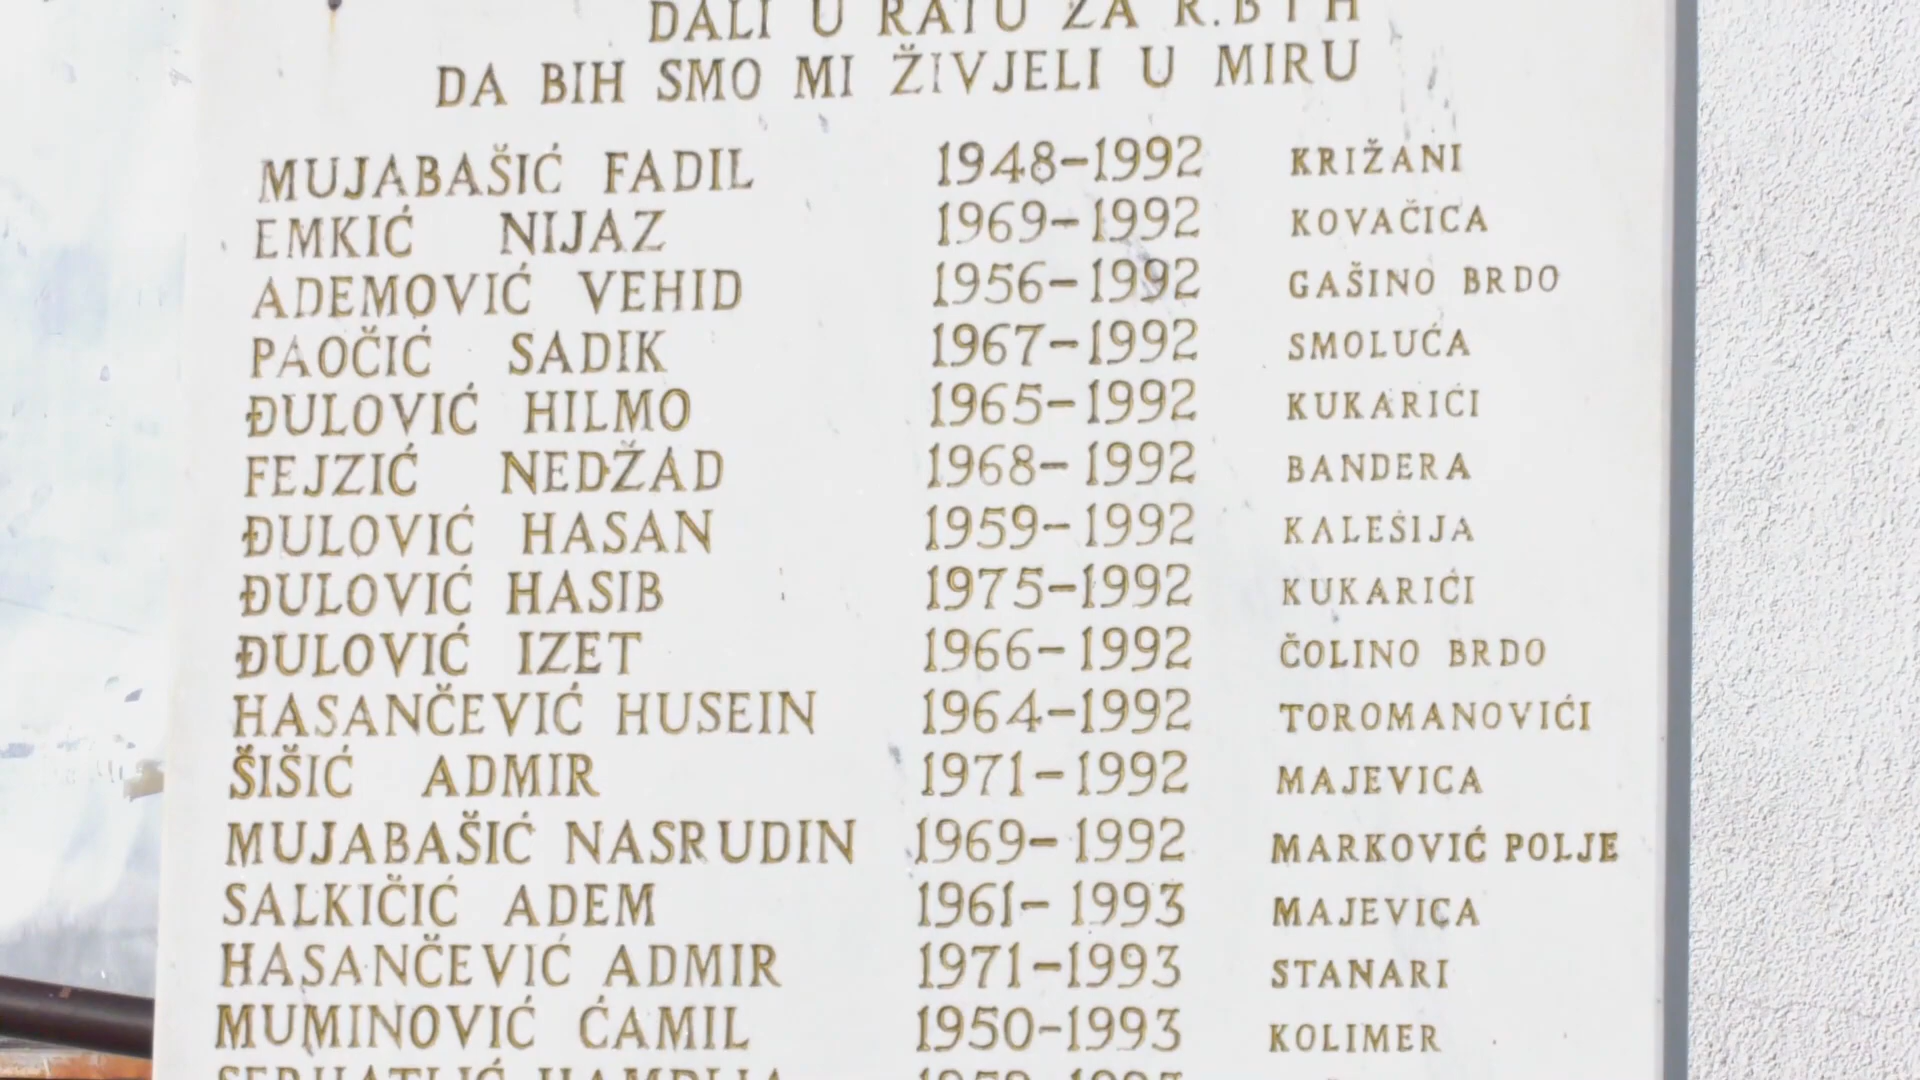 DALI U RATU ZA R.BIH
DA BIH SMO MI ŽIVJELI U MIRU
MUJABAŠIĆ FADIL 1948-1992 KRIŽANI
EMKIĆ NIJAZ 1969-1992 KOVAČICA
ADEMOVIĆ VEHID 1956-1992 GAŠINO BRDO
PAOČIĆ SADIK 1967-1992 SMOLUĆA
ĐULOVIĆ HILMO 1965-1992 KUKARIĆI
FEJZIĆ NEDŽAD 1968-1992 BANDERA
ĐULOVIĆ HASAN 1959-1992 KALEŠIJA
ĐULOVIĆ HASIB 1975-1992 KUKARIĆI
ĐULOVIĆ IZET 1966-1992 ČOLINO BRDO
HASANČEVIĆ HUSEIN 1964-1992 TOROMANOVIĆI
ŠIŠIĆ ADMIR 1971-1992 MAJEVICA
MUJABAŠIĆ NASRUDIN 1969-1992 MARKOVIĆ POLJE
SALKIČIĆ ADEM 1961-1993 MAJEVICA
HASANČEVIĆ ADMIR 1971-1993 STANARI
MUMINOVIĆ ĆAMIL 1950-1993 KOLIMER
HAMDIJA